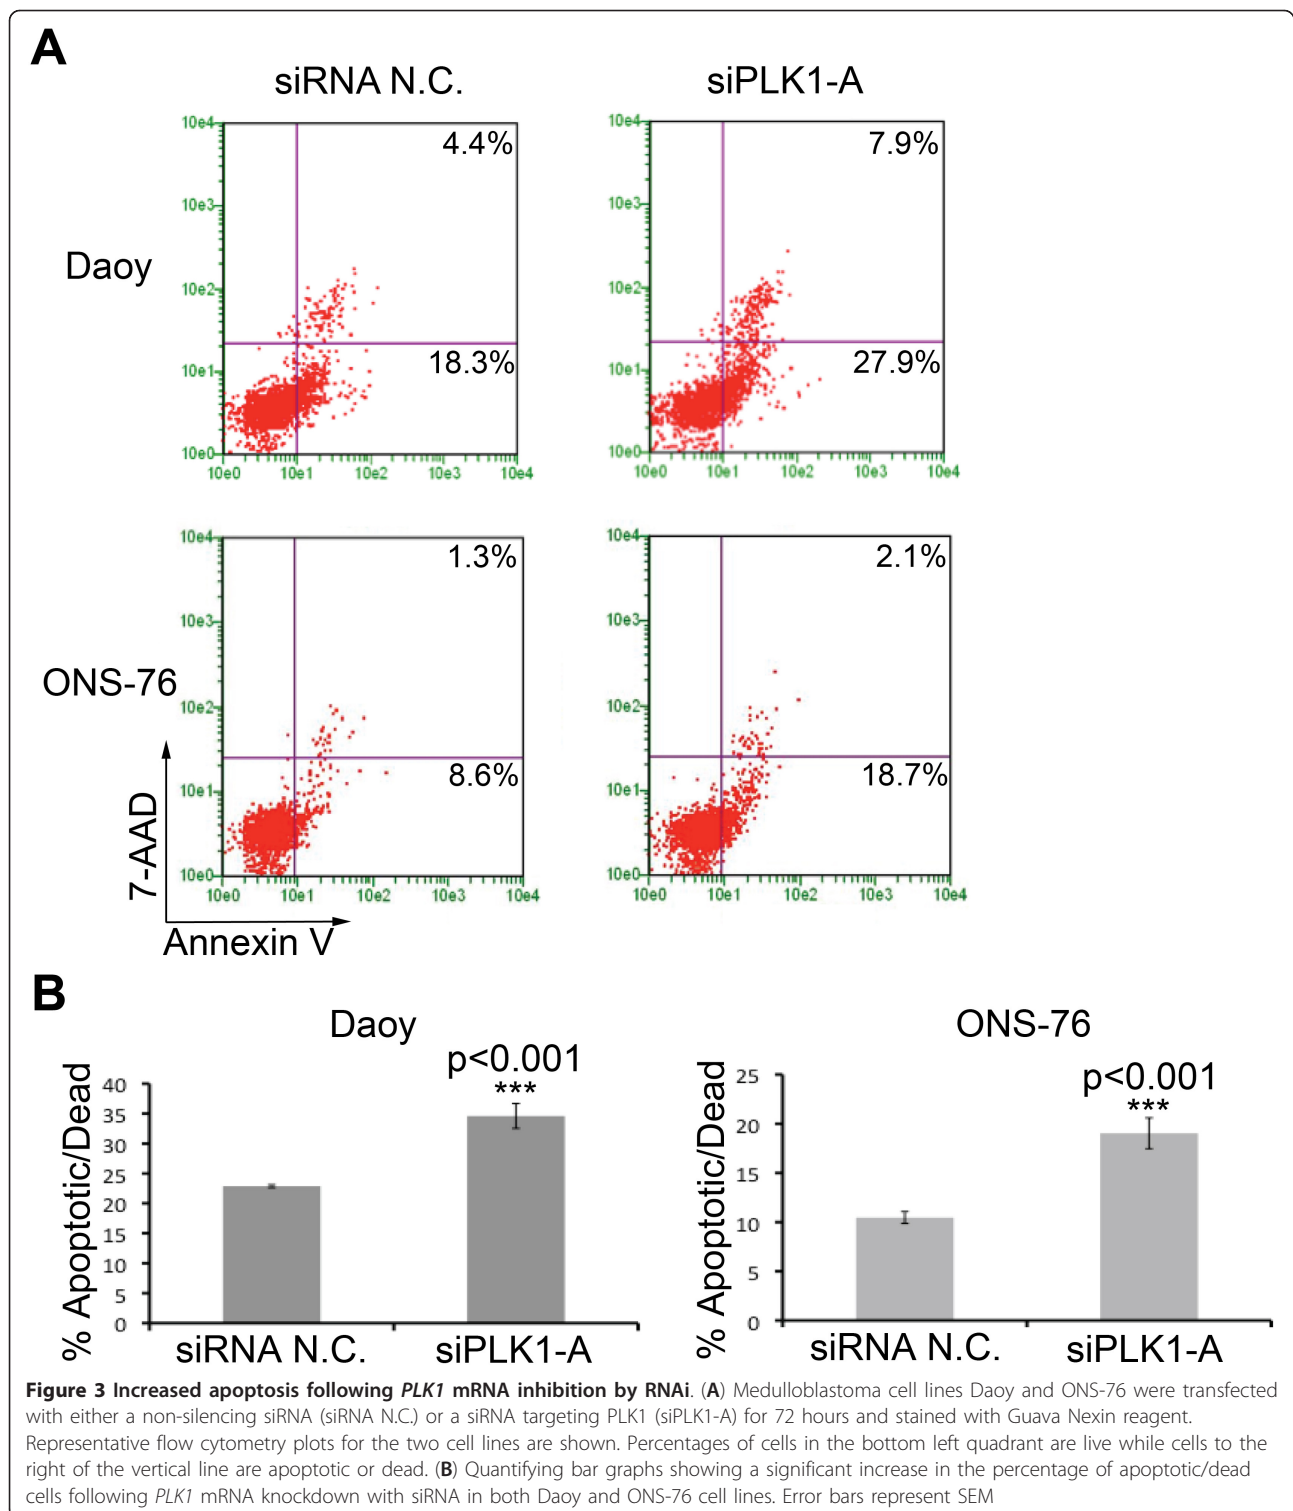 A
siRNA N.C.
siPLK1-A
Daoy
10e4
10e3
10e2
10e1
10e0
4.4%
18.3%
10e0 10e1 10e2 10e3 10e4
10e4
10e3
10e2
10e1
10e0
7.9%
27.9%
10e0 10e1 10e2 10e3 10e4
ONS-76
10e4
10e3
10e2
10e1
10e0
1.3%
8.6%
10e0 10e1 10e2 10e3 10e4
10e4
10e3
10e2
10e1
10e0
2.1%
18.7%
10e0 10e1 10e2 10e3 10e4
7-AAD
Annexin V
B
Daoy
p<0.001
***
% Apoptotic/Dead
40
35
30
25
20
15
10
5
0
siRNA N.C. siPLK1-A
ONS-76
p<0.001
***
% Apoptotic/Dead
25
20
15
10
5
0
siRNA N.C. siPLK1-A
Figure 3 Increased apoptosis following PLK1 mRNA inhibition by RNAi. (A) Medulloblastoma cell lines Daoy and ONS-76 were transfected
with either a non-silencing siRNA (siRNA N.C.) or a siRNA targeting PLK1 (siPLK1-A) for 72 hours and stained with Guava Nexin reagent.
Representative flow cytometry plots for the two cell lines are shown. Percentages of cells in the bottom left quadrant are live while cells to the
right of the vertical line are apoptotic or dead. (B) Quantifying bar graphs showing a significant increase in the percentage of apoptotic/dead
cells following PLK1 mRNA knockdown with siRNA in both Daoy and ONS-76 cell lines. Error bars represent SEM